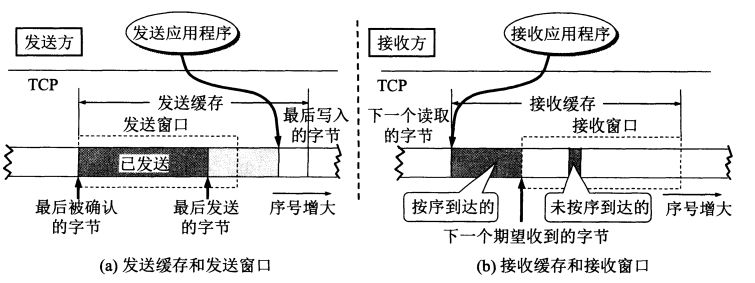 发送方
发送应用程序
TCP
发送缓存
发送窗口
最后写入
的字节
已发送
最后被确认
的字节
最后发送
的字节
序号增大
(a) 发送缓存和发送窗口
接收方
接收应用程序
TCP
下一个读取
的字节
接收缓存
接收窗口
按序到达的
未按序到达的
序号增大
下一个期望收到的字节
(b) 接收缓存和接收窗口